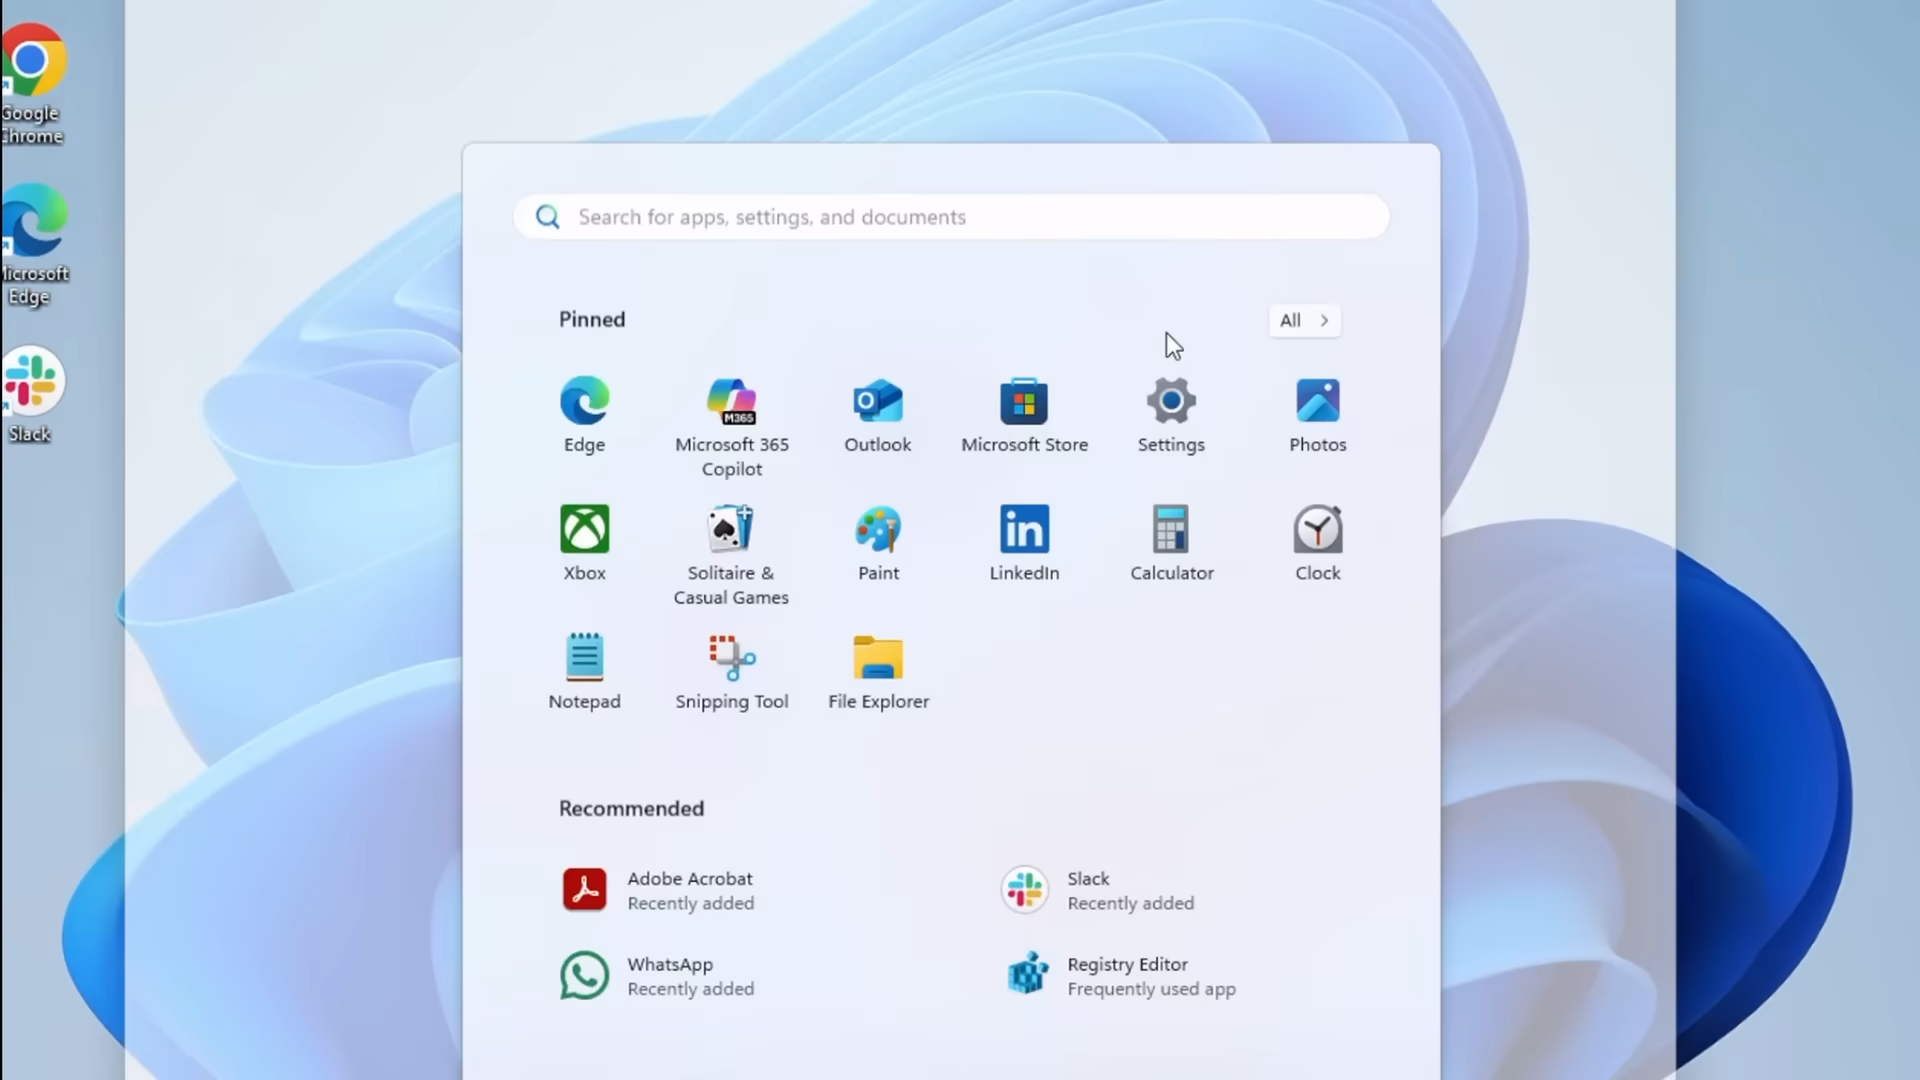 Google
Chrome
Microsoft
Edge
Slack
Search for apps, settings, and documents
Pinned
All
Edge
M365
Microsoft 365
Copilot
Outlook
Microsoft Store
Settings
Photos
Xbox
Solitaire &
Casual Games
Paint
in
LinkedIn
Calculator
Clock
Notepad
Snipping Tool
File Explorer
Recommended
Adobe Acrobat
Recently added
Slack
Recently added
WhatsApp
Recently added
Registry Editor
Frequently used app